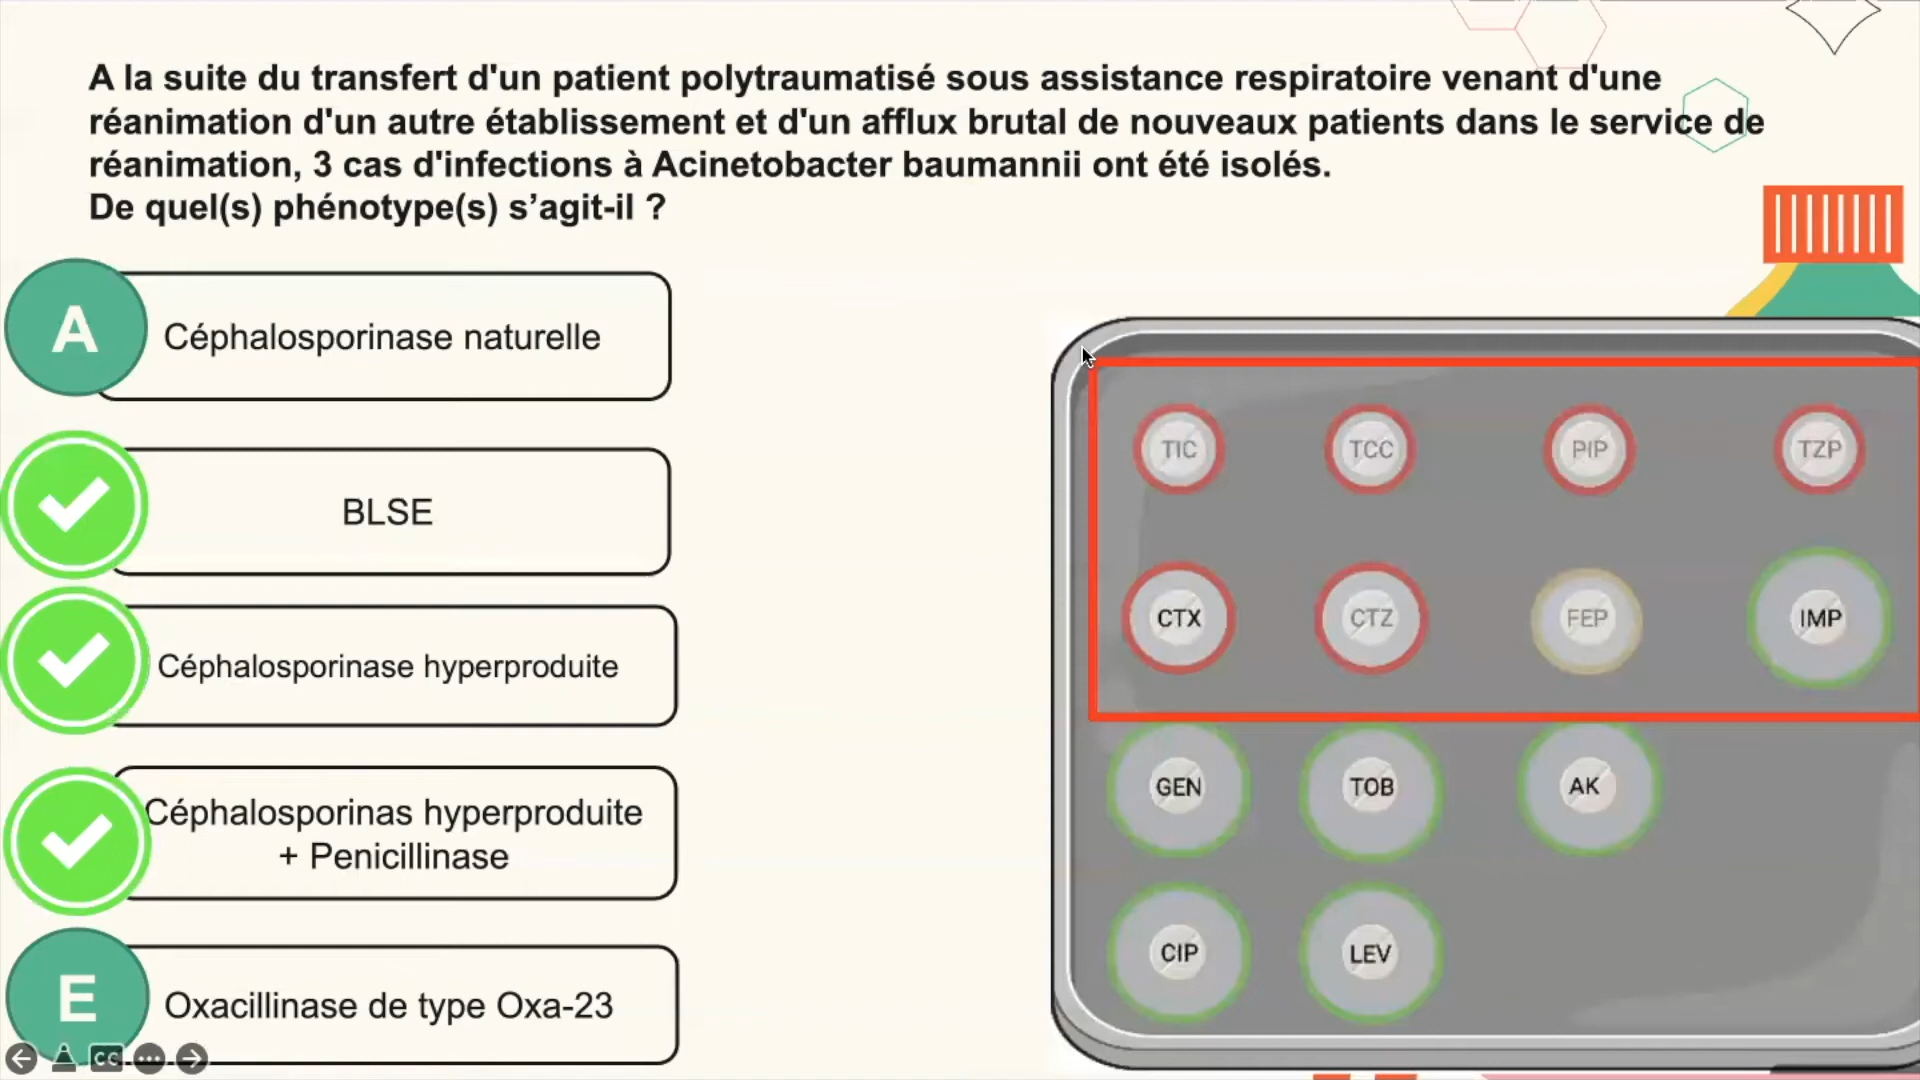 A la suite du transfert d'un patient polytraumatisé sous assistance respiratoire venant d'une
réanimation d'un autre établissement et d'un afflux brutal de nouveaux patients dans le service de
réanimation, 3 cas d'infections à Acinetobacter baumannii ont été isolés.
De quel(s) phénotype(s) s’agit-il ?
A
Céphalosporinase naturelle
BLSE
Céphalosporinase hyperproduite
Céphalosporinas hyperproduite
+ Penicillinase
E
Oxacillinase de type Oxa-23
CC
TIC TCC PIP TZP
CTX CTZ FEP IMP
GEN TOB AK
CIP LEV